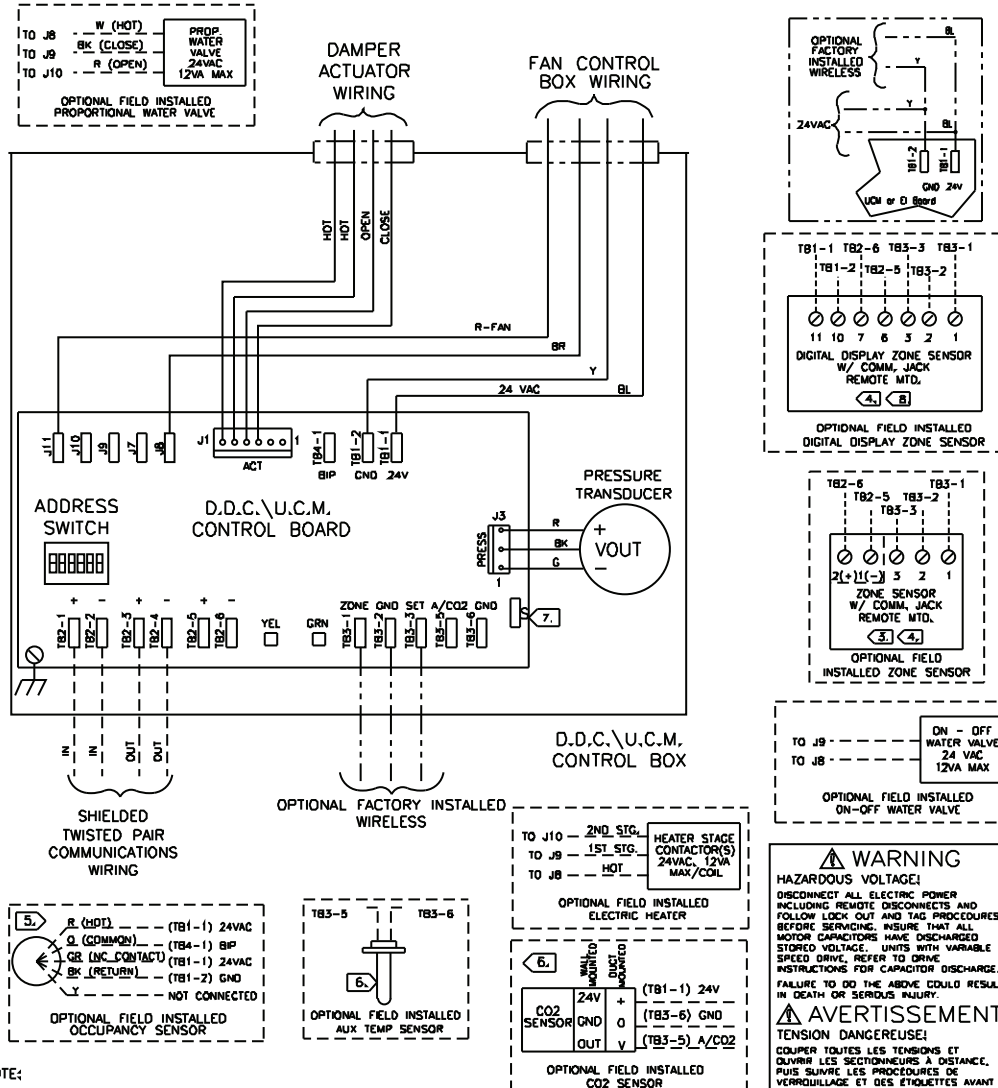 TO J8 W (HOT)
TO J9 BK (CLOSE)
TO J10 R (OPEN)
PROP.
WATER
VALVE
24VAC
12VA MAX
OPTIONAL FIELD INSTALLED
PROPORTIONAL WATER VALVE
DAMPER
ACTUATOR
WIRING
FAN CONTROL
BOX WIRING
HOT
HOT
OPEN
CLOSE
R-FAN
BR
Y
24 VAC BL
J11
J10
J9
J7
J8
J1 1
ACT
TB4-1
BIP
TB1-2
GND
TB1-1
24V
ADDRESS
SWITCH
D.D.C.\U.C.M.
CONTROL BOARD
PRESSURE
TRANSDUCER
J3
PRESS
1
R
BK
G
+
VOUT
-
+ - + - + -
TB2-1
TB2-2
TB2-3
TB2-4
TB2-5
TB2-6
YEL
GRN
ZONE GND SET A/CO2 GND
TB3-1
TB3-2
TB3-3
TB3-5
TB3-6
S
7.
IN
IN
OUT
OUT
SHIELDED
TWISTED PAIR
COMMUNICATIONS
WIRING
OPTIONAL FACTORY INSTALLED
WIRELESS
D.D.C.\U.C.M.
CONTROL BOX
OPTIONAL
FACTORY
INSTALLED
WIRELESS
BL
Y
24VAC
Y
BL
TB1-2
TB1-1
GND 24V
UCM or EI Board
TB1-1 TB2-6 TB3-3 TB3-1
TB1-2 TB2-5 TB3-2
11 10 7 6 3 2 1
DIGITAL DISPLAY ZONE SENSOR
W/ COMM. JACK
REMOTE MTD.
4. 8.
OPTIONAL FIELD INSTALLED
DIGITAL DISPLAY ZONE SENSOR
TB2-6 TB3-1
TB2-5 TB3-2
TB3-3
2(+) 1(-) 3 2 1
ZONE SENSOR
W/ COMM. JACK
REMOTE MTD.
3. 4.
OPTIONAL FIELD
INSTALLED ZONE SENSOR
TO J9
TO J8
ON - OFF
WATER VALVE
24 VAC
12VA MAX
OPTIONAL FIELD INSTALLED
ON-OFF WATER VALVE
TO J10 2ND STG.
TO J9 1ST STG.
TO J8 HOT
HEATER STAGE
CONTACTOR(S)
24VAC, 12VA
MAX/COIL
OPTIONAL FIELD INSTALLED
ELECTRIC HEATER
5.
R (HOT) (TB1-1) 24VAC
O (COMMON) (TB4-1) BIP
GR (NC CONTACT) (TB1-1) 24VAC
BK (RETURN) (TB1-2) GND
Y NOT CONNECTED
OPTIONAL FIELD INSTALLED
OCCUPANCY SENSOR
TB3-5 TB3-6
6.
OPTIONAL FIELD INSTALLED
AUX TEMP SENSOR
6.
WALL
MOUNTED
DUCT
MOUNTED
CO2
SENSOR
24V + (TB1-1) 24V
GND 0 (TB3-6) GND
OUT V (TB3-5) A/CO2
OPTIONAL FIELD INSTALLED
CO2 SENSOR
WARNING
HAZARDOUS VOLTAGE!
DISCONNECT ALL ELECTRIC POWER
INCLUDING REMOTE DISCONNECTS AND
FOLLOW LOCK OUT AND TAG PROCEDURES
BEFORE SERVICING. INSURE THAT ALL
MOTOR CAPACITORS HAVE DISCHARGED
STORED VOLTAGE. UNITS WITH VARIABLE
SPEED DRIVE, REFER TO DRIVE
INSTRUCTIONS FOR CAPACITOR DISCHARGE.
FAILURE TO DO THE ABOVE COULD RESUL
IN DEATH OR SERIOUS INJURY.
AVERTISSEMENT
TENSION DANGEREUSE!
COUPER TOUTES LES TENSIONS ET
OUVRIR LES SECTIONNEURS À DISTANCE,
PUIS SUIVRE LES PROCÉDURES DE
VERROUILLAGE ET DES ÉTIQUETTES AVANT
OTE: